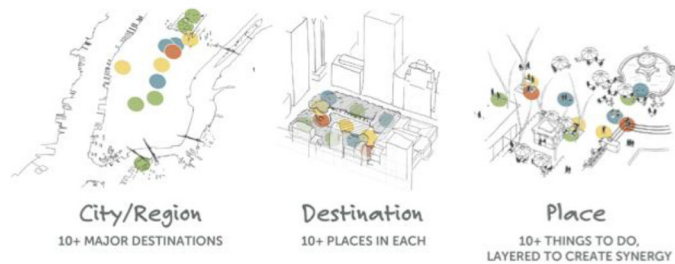 City/Region
10+ MAJOR DESTINATIONS
Destination
10+ PLACES IN EACH
Place
10+ THINGS TO DO,
LAYERED TO CREATE SYNERGY